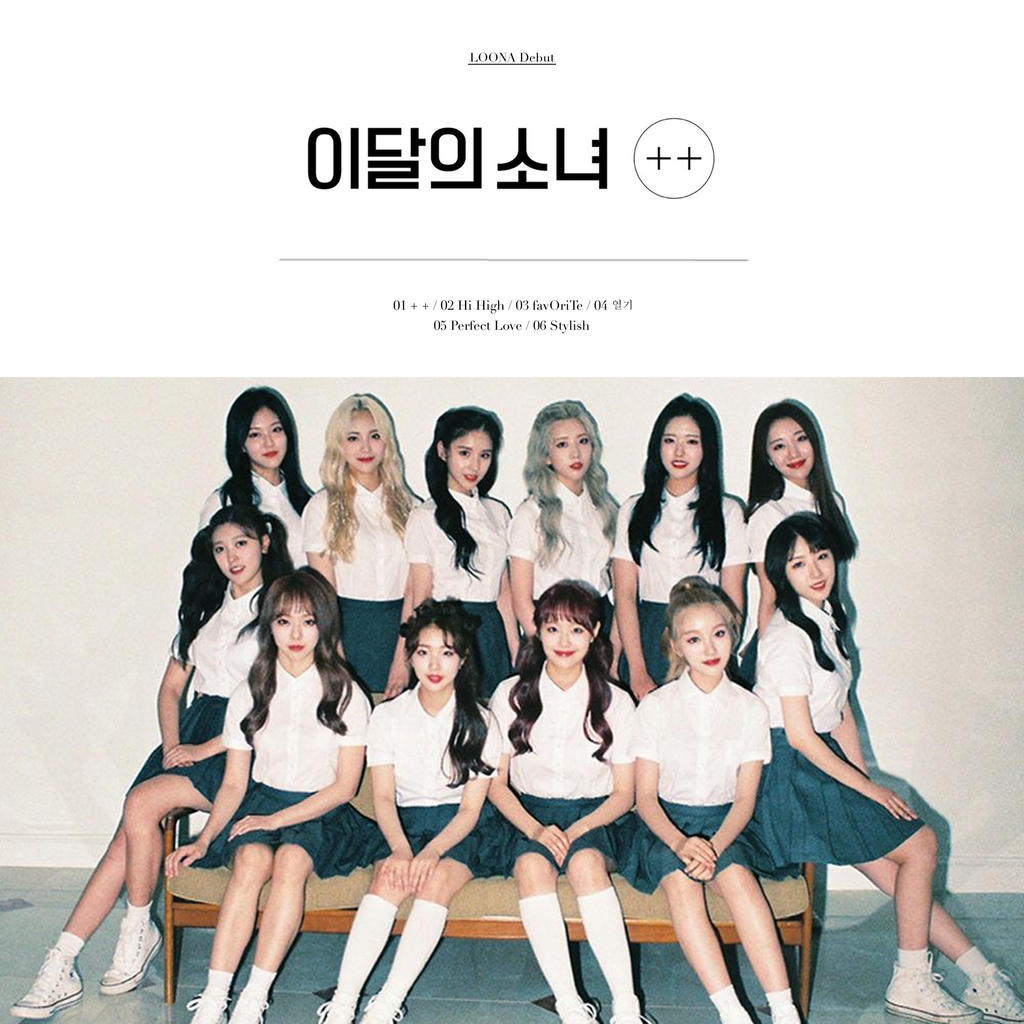 LOONA Debut
이달의 소녀 ++
01 + + / 02 Hi High / 03 favOriTe / 04 열기
05 Perfect Love / 06 Stylish